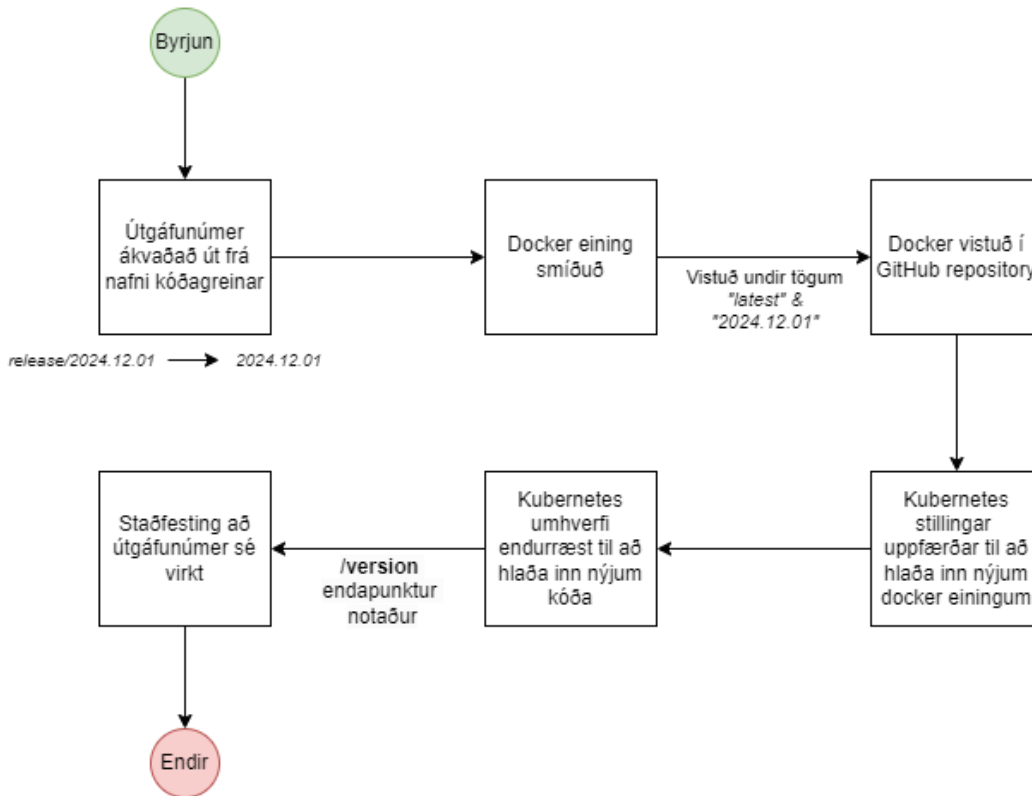 Byrjun
Útgáfunúmer
ákvaðað út frá
nafni kóðagreinar
release/2024.12.01
2024.12.01
Docker eining
smíðuð
Vistuð undir tögum
"latest" &
"2024.12.01"
Docker vistuð í
GitHub repository
Kubernetes
stillingar
uppfærðar til að
hlaða inn nýjum
docker einingum
Kubernetes
umhverfi
endurræst til að
hlaða inn nýjum
kóða
/version
endapunktur
notaður
Staðfesting að
útgáfunúmer sé
virkt
Endir